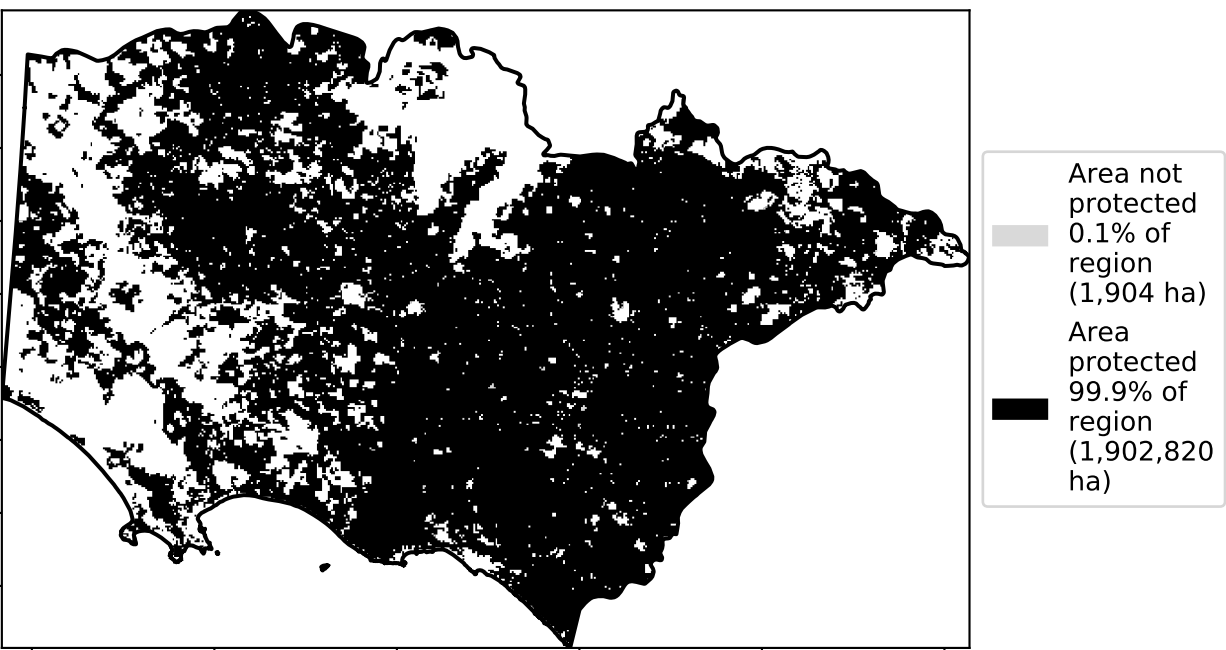 Area not
protected
0.1% of
region
(1,904 ha)
Area
protected
99.9% of
region
(1,902,820
ha)